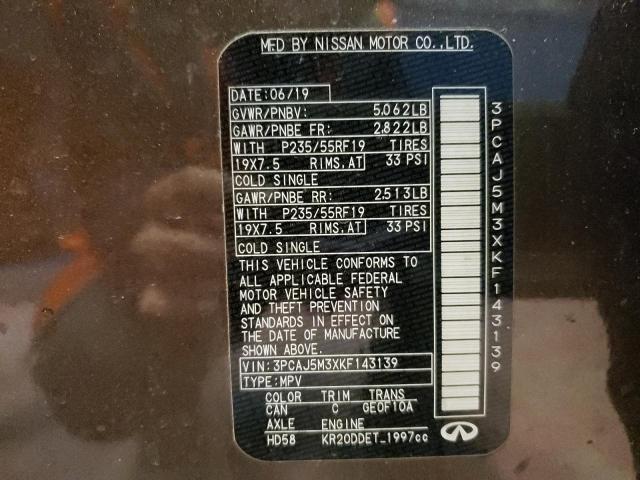 MFD BY NISSAN MOTOR CO.,LTD.
DATE:06/19
GVWR/PNBV: 5,062LB
GAWR/PNBE FR: 2,822LB
WITH P235/55RF19 TIRES
19X7.5 RIMS.AT 33 PSI
COLD SINGLE
GAWR/PNBE RR: 2,513LB
WITH P235/55RF19 TIRES
19X7.5 RIMS.AT 33 PSI
COLD SINGLE
THIS VEHICLE CONFORMS TO
ALL APPLICABLE FEDERAL
MOTOR VEHICLE SAFETY
AND THEFT PREVENTION
STANDARDS IN EFFECT ON
THE DATE OF MANUFACTURE
SHOWN ABOVE.
VIN:3PCAJ5M3XKF143139
TYPE:MPV
COLOR TRIM TRANS
CAN C GE0F10A
AXLE ENGINE
HD58 KR20DDET_1997cc
3PCAJ5M3XKF143139